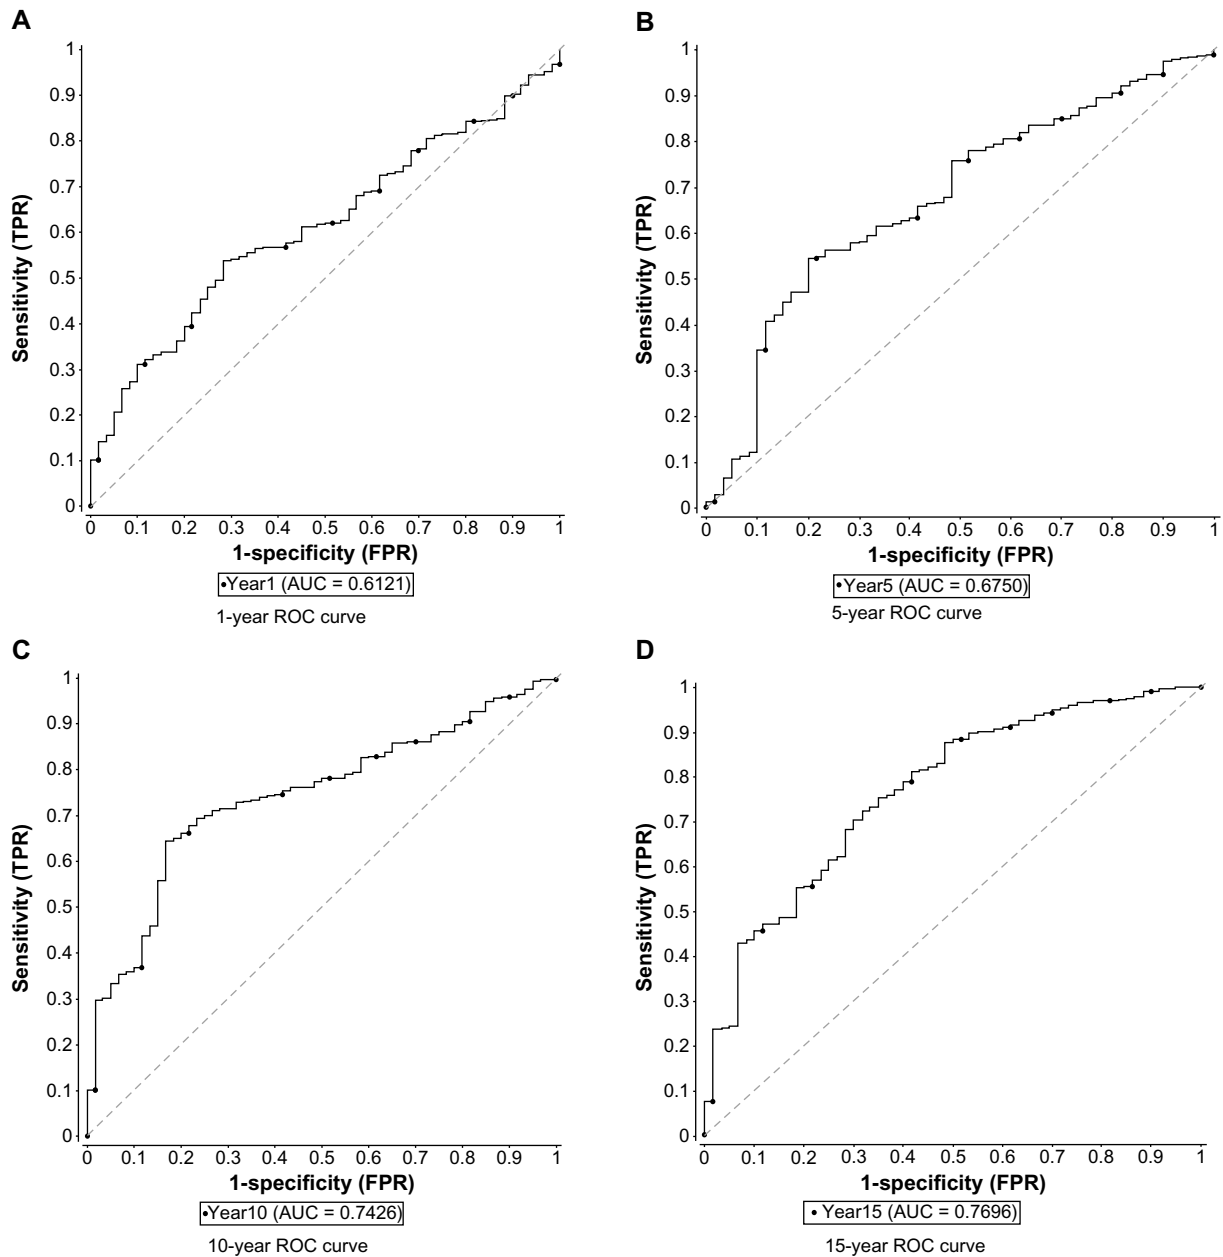 A
1
0.9
0.8
0.7
0.6
0.5
0.4
0.3
0.2
0.1
0
Sensitivity (TPR)
0 0.1 0.2 0.3 0.4 0.5 0.6 0.7 0.8 0.9 1
1-specificity (FPR)
Year1 (AUC = 0.6121)
1-year ROC curve
B
1
0.9
0.8
0.7
0.6
0.5
0.4
0.3
0.2
0.1
0
Sensitivity (TPR)
0 0.1 0.2 0.3 0.4 0.5 0.6 0.7 0.8 0.9 1
1-specificity (FPR)
Year5 (AUC = 0.6750)
5-year ROC curve
C
1
0.9
0.8
0.7
0.6
0.5
0.4
0.3
0.2
0.1
0
Sensitivity (TPR)
0 0.1 0.2 0.3 0.4 0.5 0.6 0.7 0.8 0.9 1
1-specificity (FPR)
Year10 (AUC = 0.7426)
10-year ROC curve
D
1
0.9
0.8
0.7
0.6
0.5
0.4
0.3
0.2
0.1
0
Sensitivity (TPR)
0 0.1 0.2 0.3 0.4 0.5 0.6 0.7 0.8 0.9 1
1-specificity (FPR)
Year15 (AUC = 0.7696)
15-year ROC curve